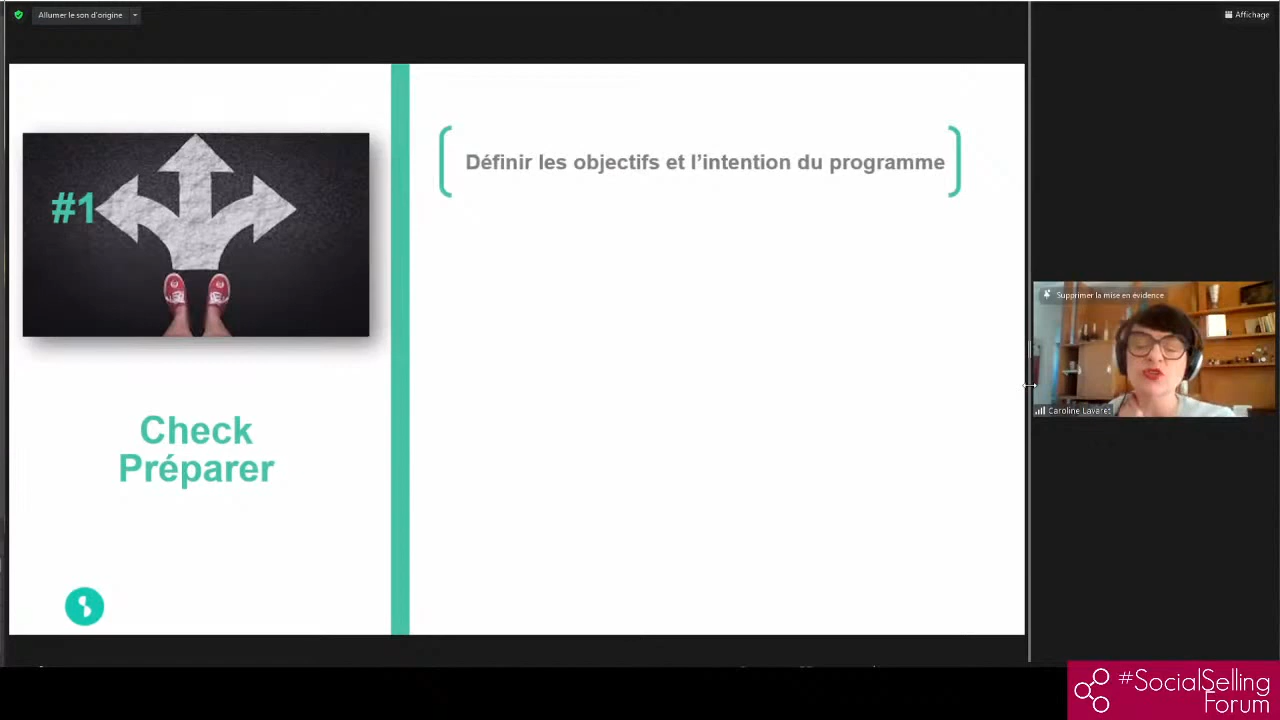 Allumer le son d'origine
Affichage
#1
Définir les objectifs et l'intention du programme
Check
Préparer
Supprimer la mise en évidence
Caroline Lavaret
#SocialSelling
Forum